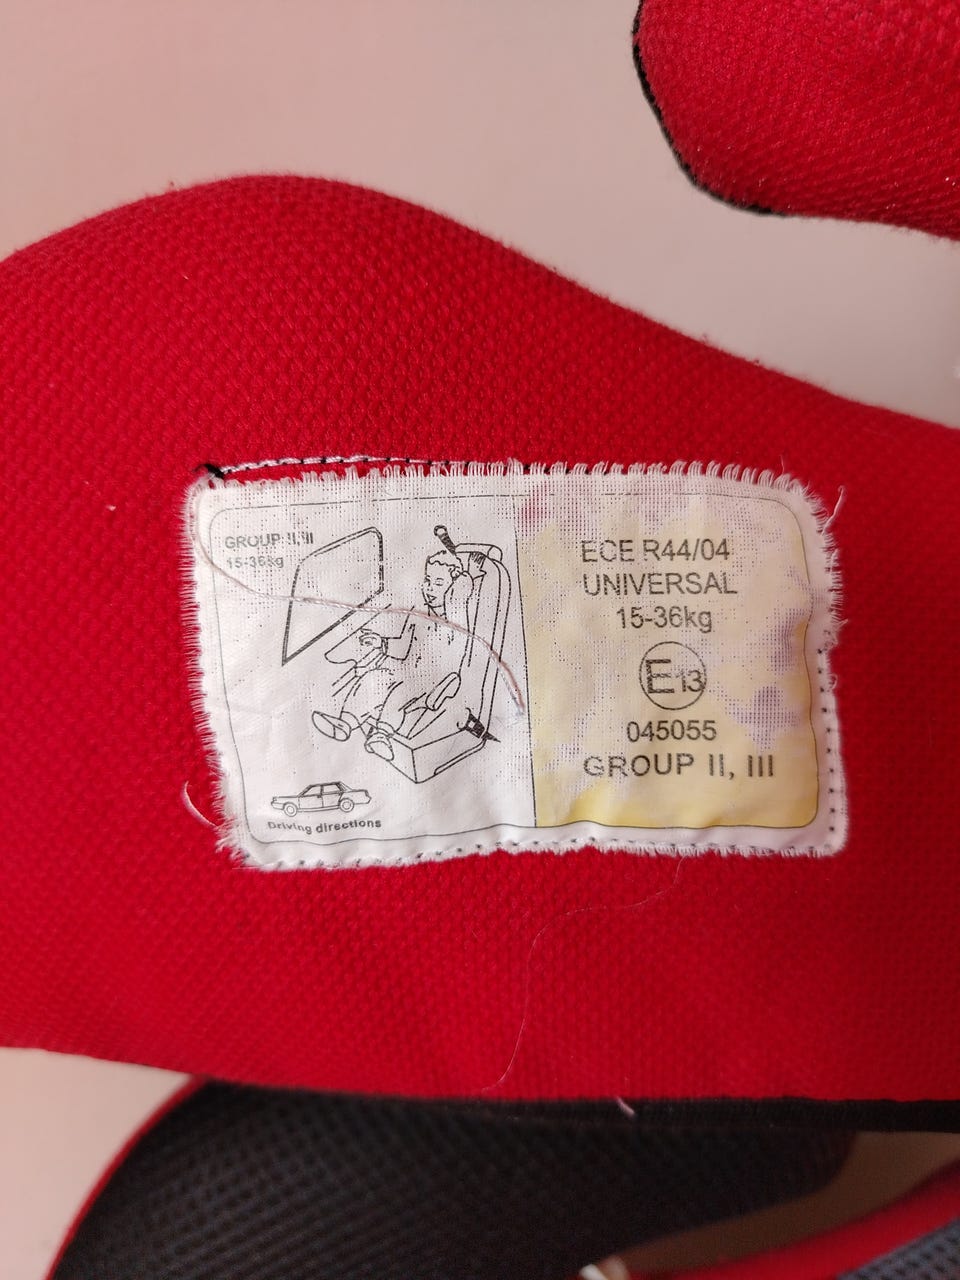 GROUP II,III
15-36kg
Driving directions
ECE R44/04
UNIVERSAL
15-36kg
E13
045055
GROUP II, III